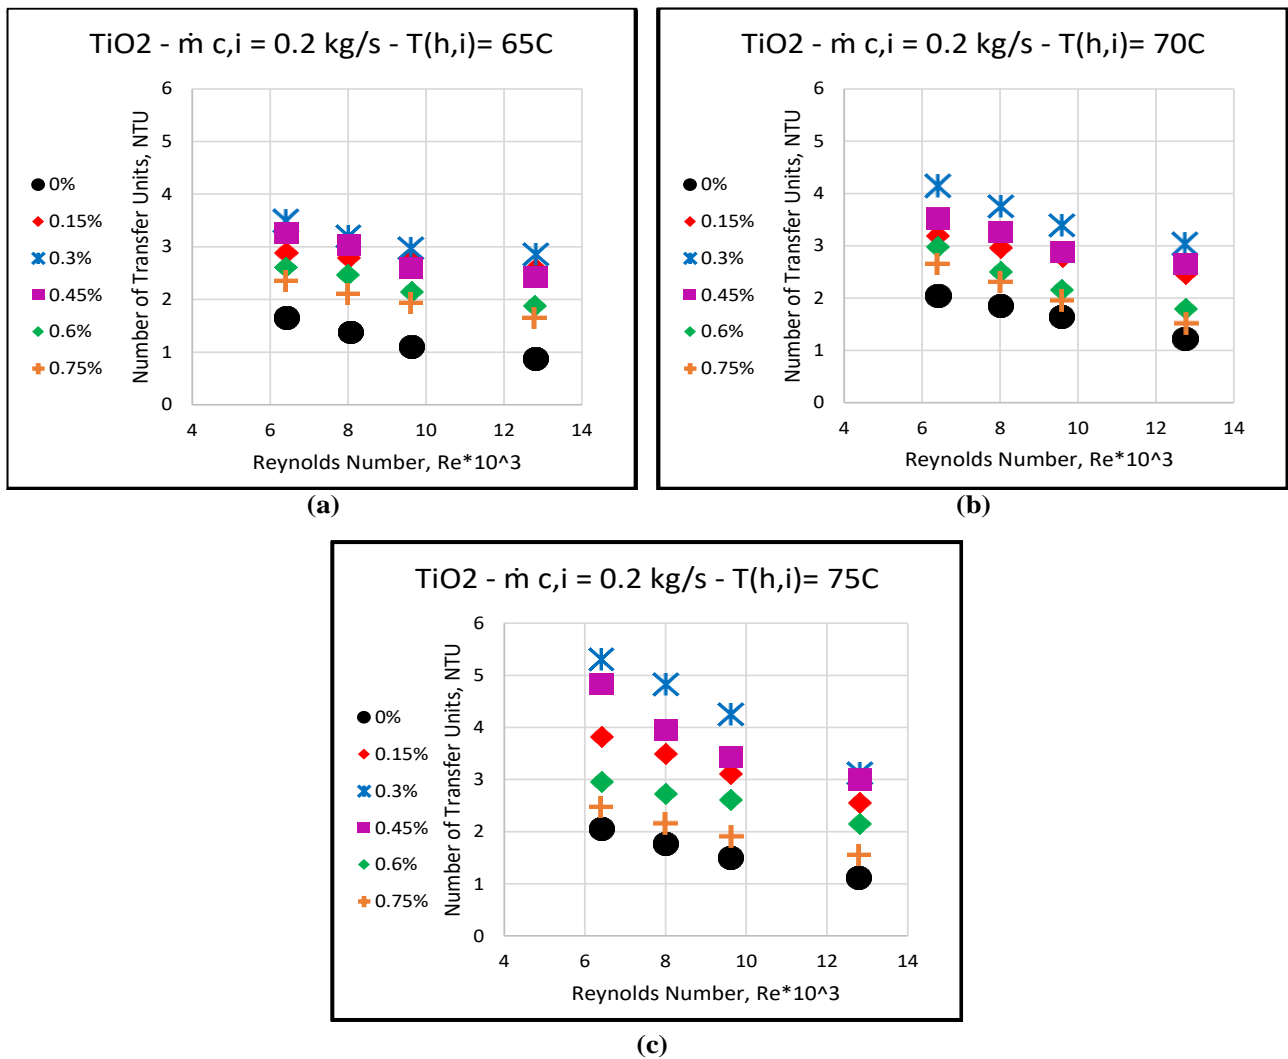 TiO2 - ṁ c,i = 0.2 kg/s - T(h,i)= 65C
Number of Transfer Units, NTU
6
5
4
3
2
1
0
4 6 8 10 12 14
Reynolds Number, Re*10^3
0%
0.15%
0.3%
0.45%
0.6%
0.75%
(a)
TiO2 - ṁ c,i = 0.2 kg/s - T(h,i)= 70C
Number of Transfer Units, NTU
6
5
4
3
2
1
0
4 6 8 10 12 14
Reynolds Number, Re*10^3
0%
0.15%
0.3%
0.45%
0.6%
0.75%
(b)
TiO2 - ṁ c,i = 0.2 kg/s - T(h,i)= 75C
Number of Transfer Units, NTU
6
5
4
3
2
1
0
4 6 8 10 12 14
Reynolds Number, Re*10^3
0%
0.15%
0.3%
0.45%
0.6%
0.75%
(c)